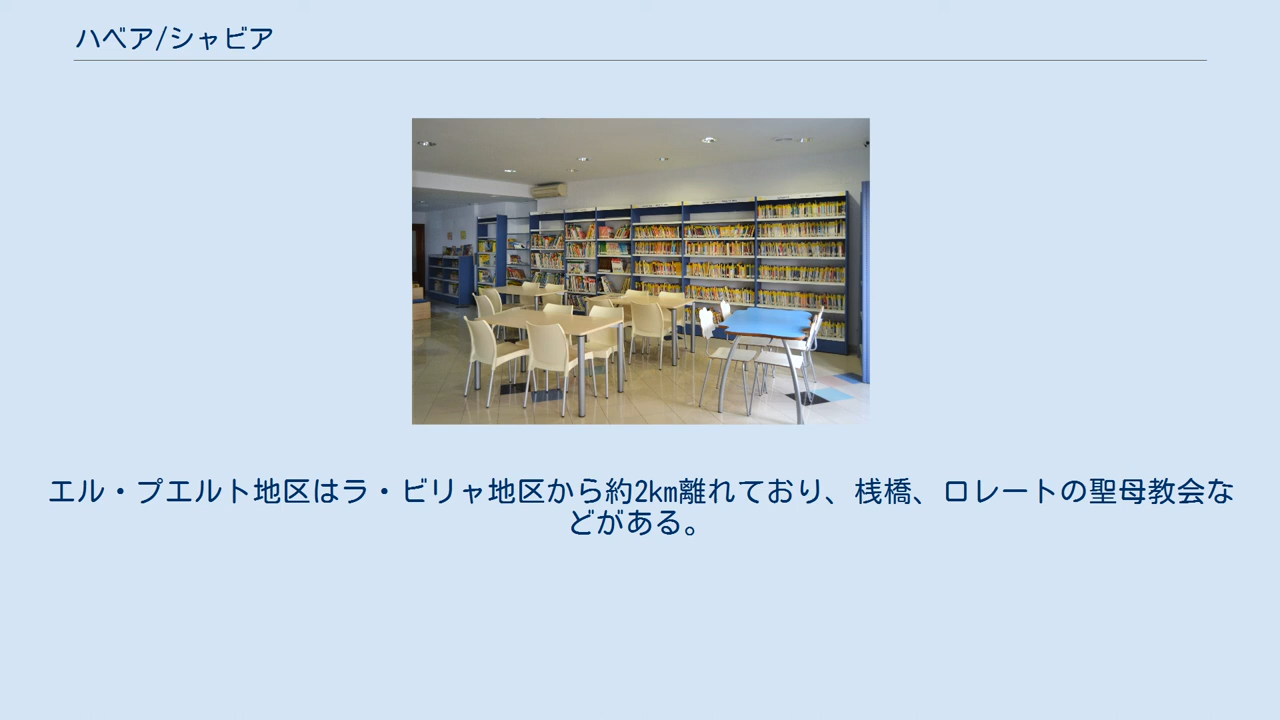 ハベア/シャビア
エル・プエルト地区はラ・ビリャ地区から約2km離れており、桟橋、ロレートの聖母教会な
どがある。